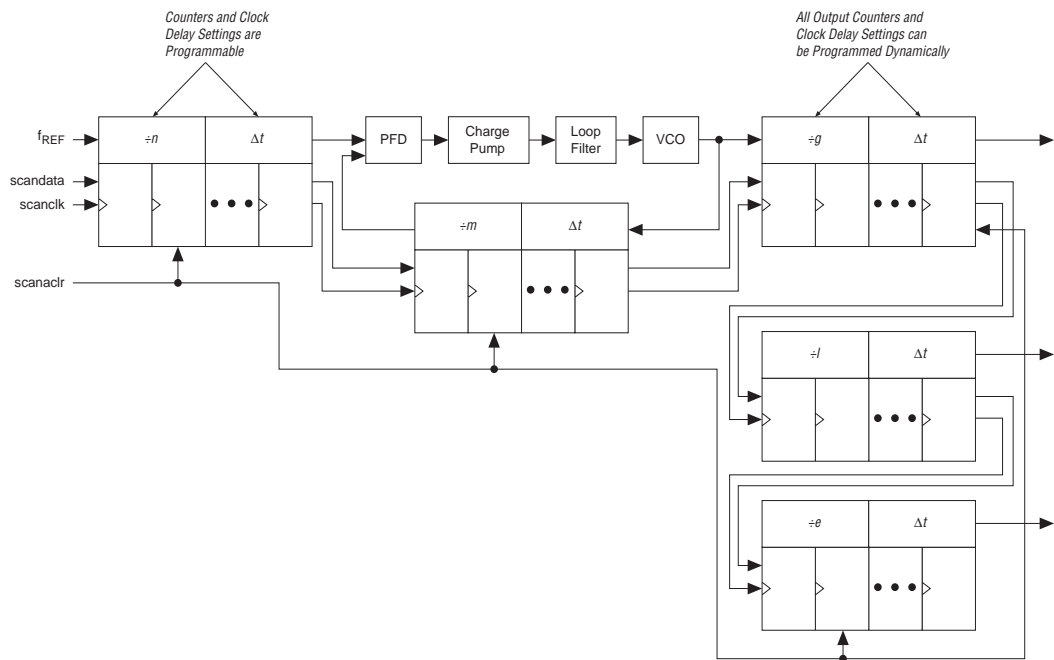 Counters and Clock
Delay Settings are
Programmable
All Output Counters and
Clock Delay Settings can
be Programmed Dynamically
fREF
÷n
Δt
PFD
Charge
Pump
Loop
Filter
VCO
÷g
Δt
scandata
scanclk
÷m
Δt
scanaclr
÷l
Δt
÷e
Δt